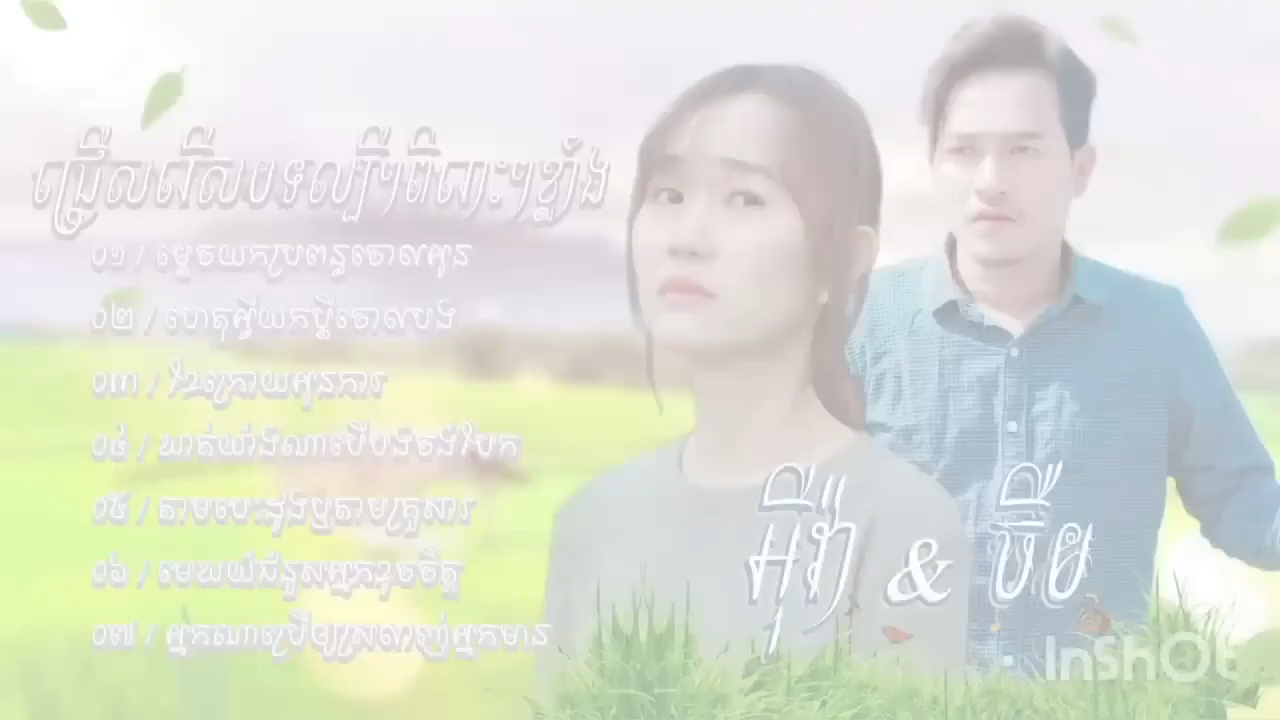 ជ្រើសរើសបទល្បីៗពិរោះៗខ្លាំង
០១ / ម្ដេចយកប្រពន្ធចោលអូន
០២ / ហេតុអ្វីយកប្ដីចោលបង
០៣ / វិលក្រោយអូនការ
០៤ / ឃាត់យ៉ាងណាបើបងចង់បែក
០៥ / តាមបេះដូងឬតាមគ្រួសារ
០៦ / មេឃយំជំនួសអ្នកខូចចិត្ត
០៧ / អ្នកណាប្រើឲ្យស្រលាញ់អ្នកមាន
អ៊ីវ៉ា & ប៊ឺម
InShOt